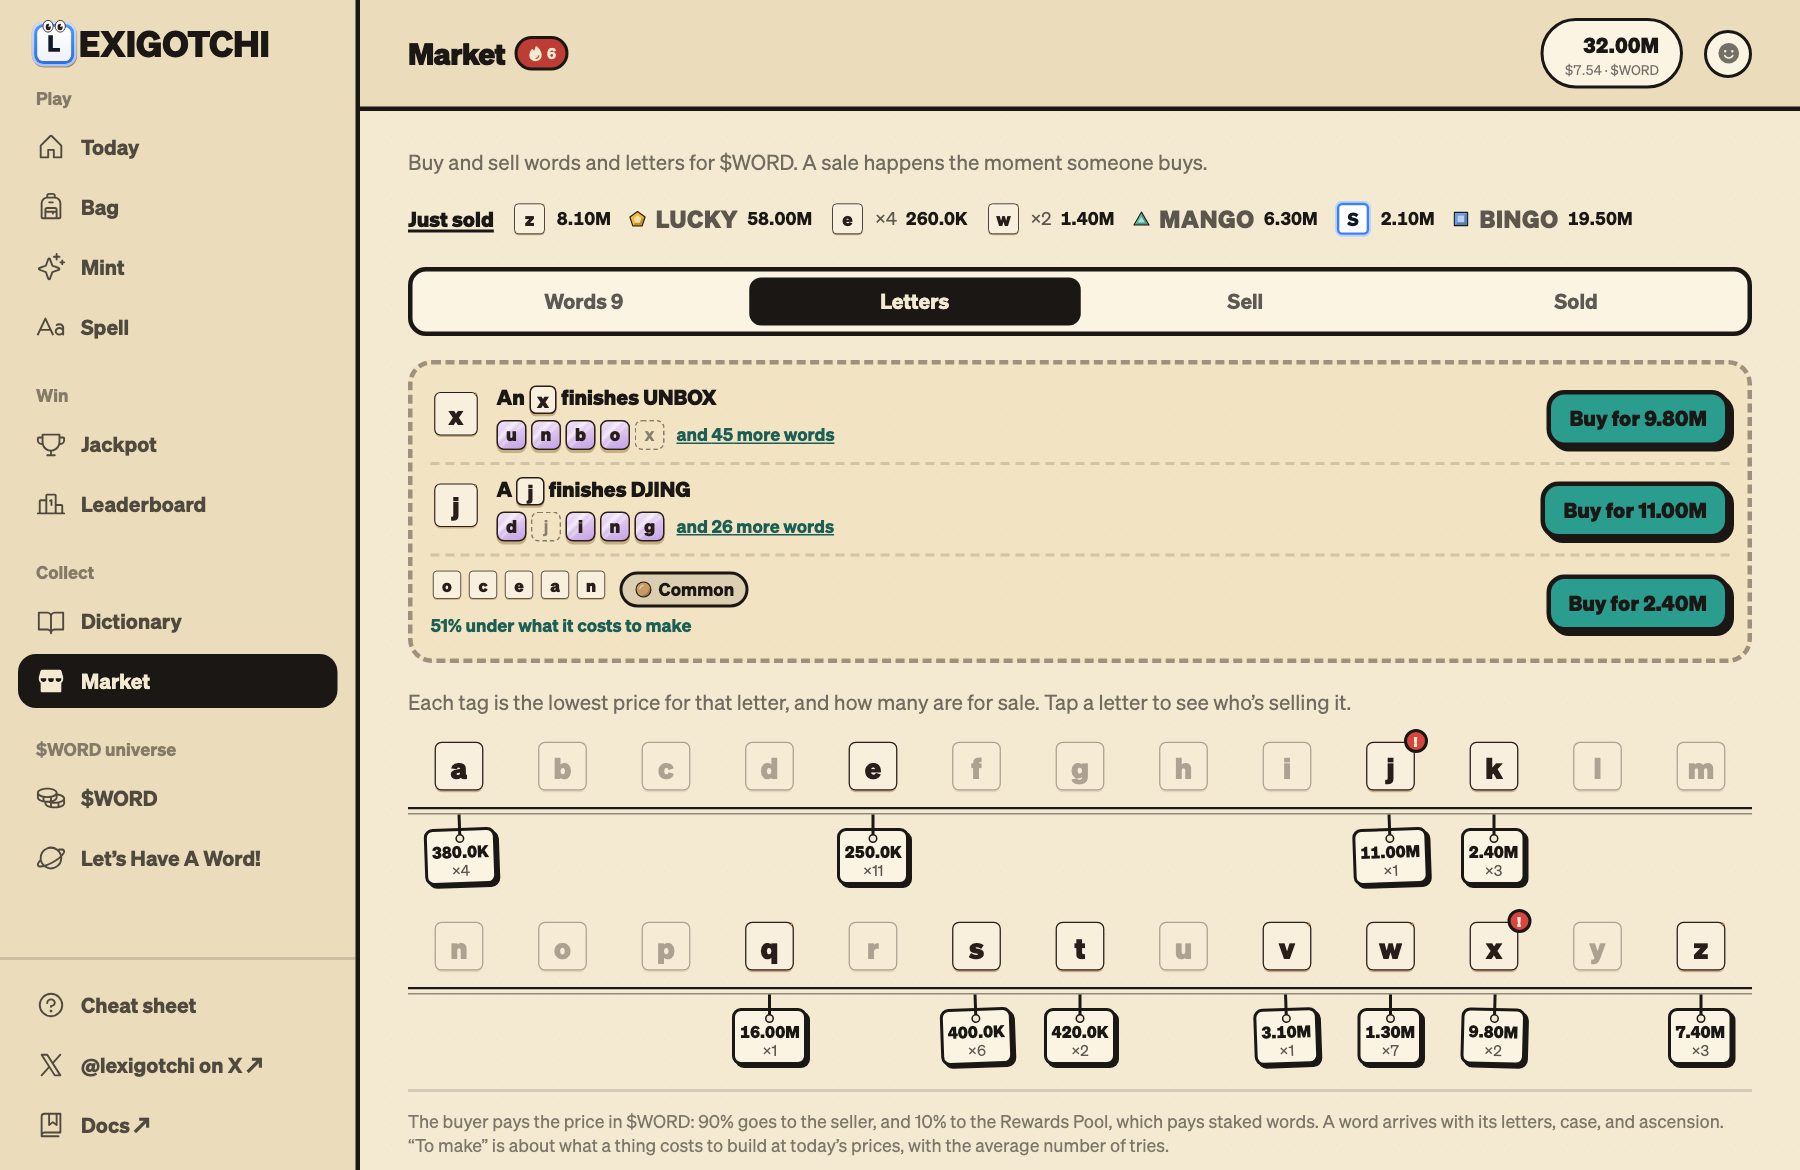 LEXIGOTCHI
Play
Today
Bag
Mint
Aa Spell
Win
Jackpot
1 Leaderboard
Collect
Dictionary
Market
$WORD universe
$WORD
Let's Have A Word!
? Cheat sheet
X @lexigotchi on X ↗
Docs ↗
Market 6
32.00M
$7.54 · $WORD
Buy and sell words and letters for $WORD. A sale happens the moment someone buys.
Just sold z 8.10M LUCKY 58.00M e ×4 260.0K w ×2 1.40M MANGO 6.30M S 2.10M BINGO 19.50M
Words 9 Letters Sell Sold
x An x finishes UNBOX
u n b o x and 45 more words
Buy for 9.80M
j A j finishes DJING
d j i n g and 26 more words
Buy for 11.00M
o c e a n Common
51% under what it costs to make
Buy for 2.40M
Each tag is the lowest price for that letter, and how many are for sale. Tap a letter to see who's selling it.
a b c d e f g h i j ! k l m
380.0K 250.0K 11.00M 2.40M
×4 ×11 ×1 ×3
n o p q r s t u v w x ! y z
16.00M 400.0K 420.0K 3.10M 1.30M 9.80M 7.40M
×1 ×6 ×2 ×1 ×7 ×2 ×3
The buyer pays the price in $WORD: 90% goes to the seller, and 10% to the Rewards Pool, which pays staked words. A word arrives with its letters, case, and ascension.
“To make” is about what a thing costs to build at today's prices, with the average number of tries.